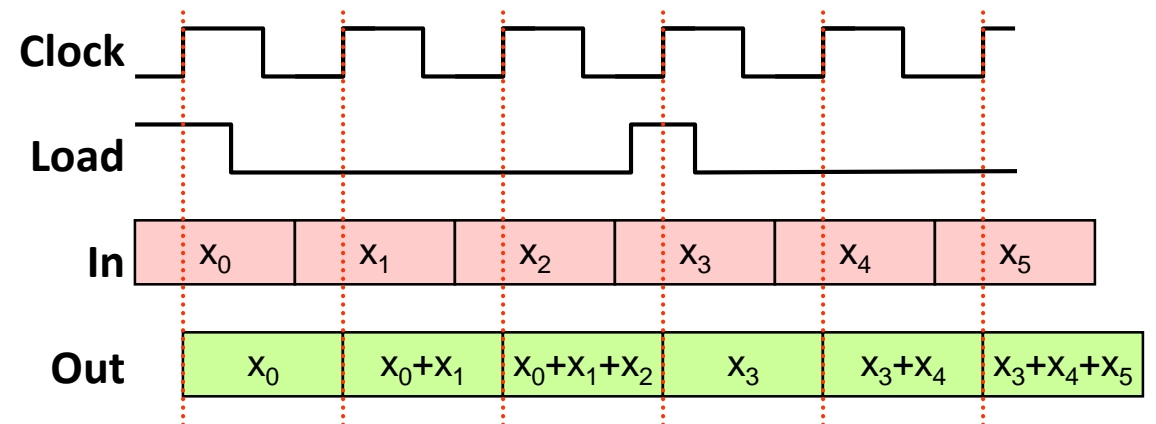 Clock
Load
In x₀ x₁ x₂ x₃ x₄ x₅
Out x₀ x₀+x₁ x₀+x₁+x₂ x₃ x₃+x₄ x₃+x₄+x₅